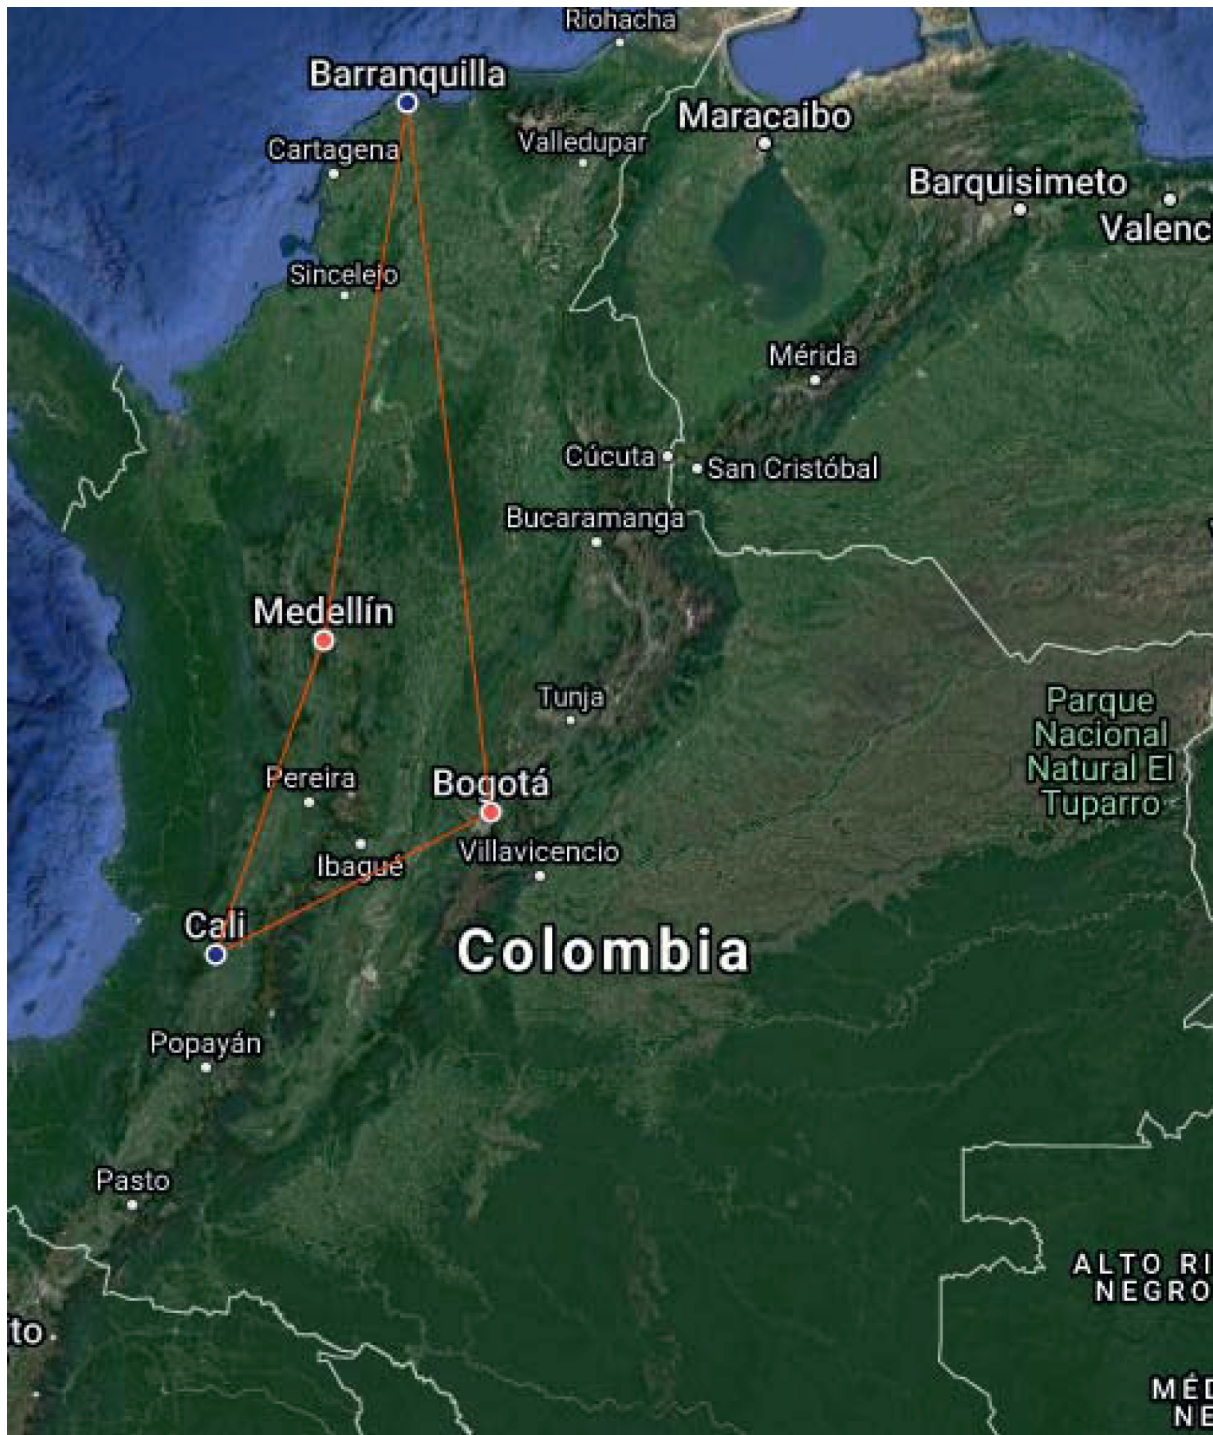 Riohacha
Barranquilla
Maracaibo
Valledupar
Cartagena
Barquisimeto
Valenc
Sincelejo
Mérida
Cúcuta
San Cristóbal
Bucaramanga
Medellín
Tunja
Parque
Nacional
Natural El
Tuparro
Pereira
Bogotá
Ibagué
Villavicencio
Cali
Colombia
Popayán
Pasto
ALTO RI
NEGRO
to
MÉD
NE